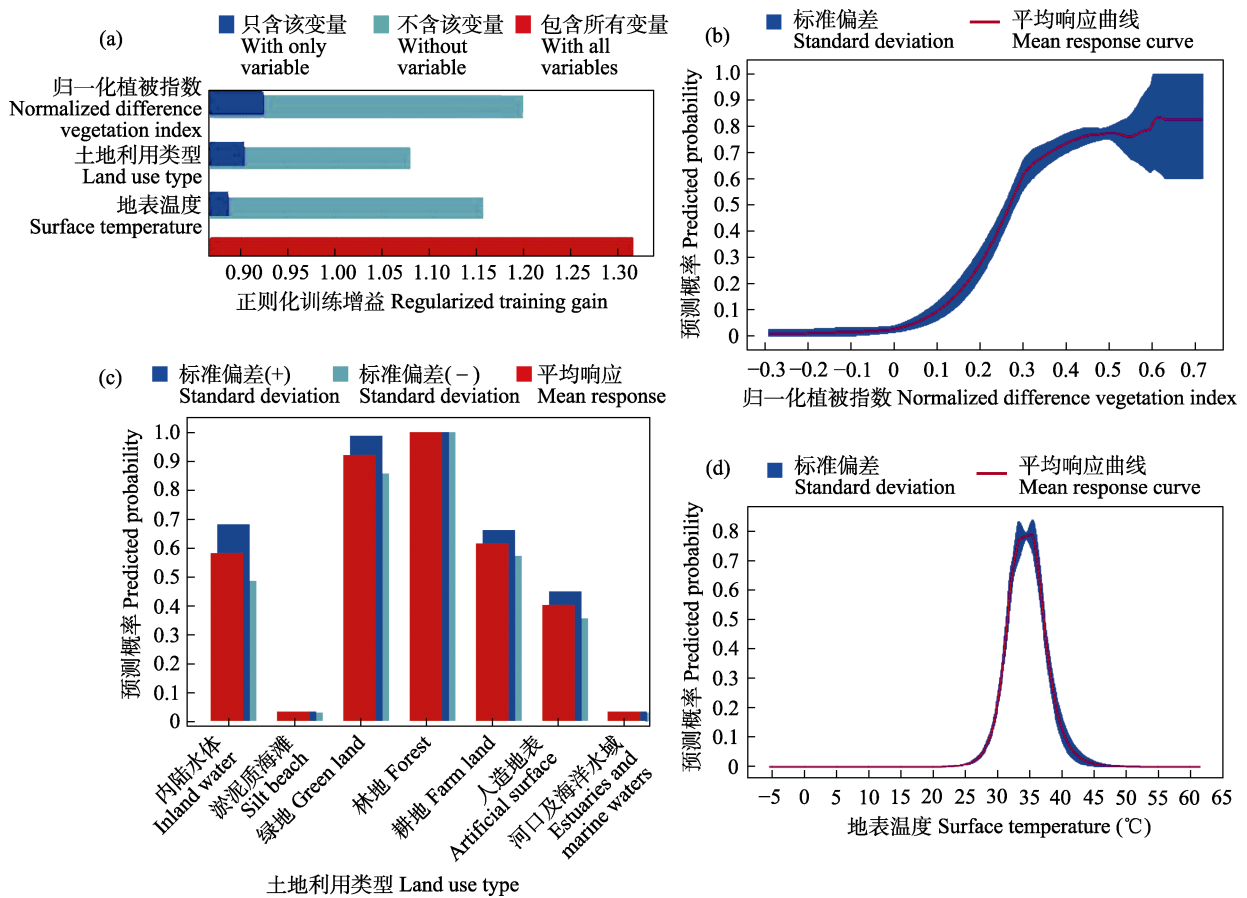 (a)
只含该变量
With only
variable
不含该变量
Without
variable
包含所有变量
With all
variables
归一化植被指数
Normalized difference
vegetation index
土地利用类型
Land use type
地表温度
Surface temperature
0.90 0.95 1.00 1.05 1.10 1.15 1.20 1.25 1.30
正则化训练增益 Regularized training gain
(b)
标准偏差
Standard deviation
平均响应曲线
Mean response curve
预测概率 Predicted probability
1.0
0.9
0.8
0.7
0.6
0.5
0.4
0.3
0.2
0.1
0
−0.3 −0.2 −0.1 0 0.1 0.2 0.3 0.4 0.5 0.6 0.7
归一化植被指数 Normalized difference vegetation index
(c)
标准偏差(+)
Standard deviation
标准偏差(−)
Standard deviation
平均响应
Mean response
预测概率 Predicted probability
1.0
0.9
0.8
0.7
0.6
0.5
0.4
0.3
0.2
0.1
0
内陆水体
Inland water
淤泥质海滩
Silt beach
绿地 Green land
林地 Forest
耕地 Farm land
人造地表
Artificial surface
河口及海洋水域
Estuaries and
marine waters
土地利用类型 Land use type
(d)
标准偏差
Standard deviation
平均响应曲线
Mean response curve
预测概率 Predicted probability
0.8
0.7
0.6
0.5
0.4
0.3
0.2
0.1
0
−5 0 5 10 15 20 25 30 35 40 45 50 55 60 65
地表温度 Surface temperature (℃)